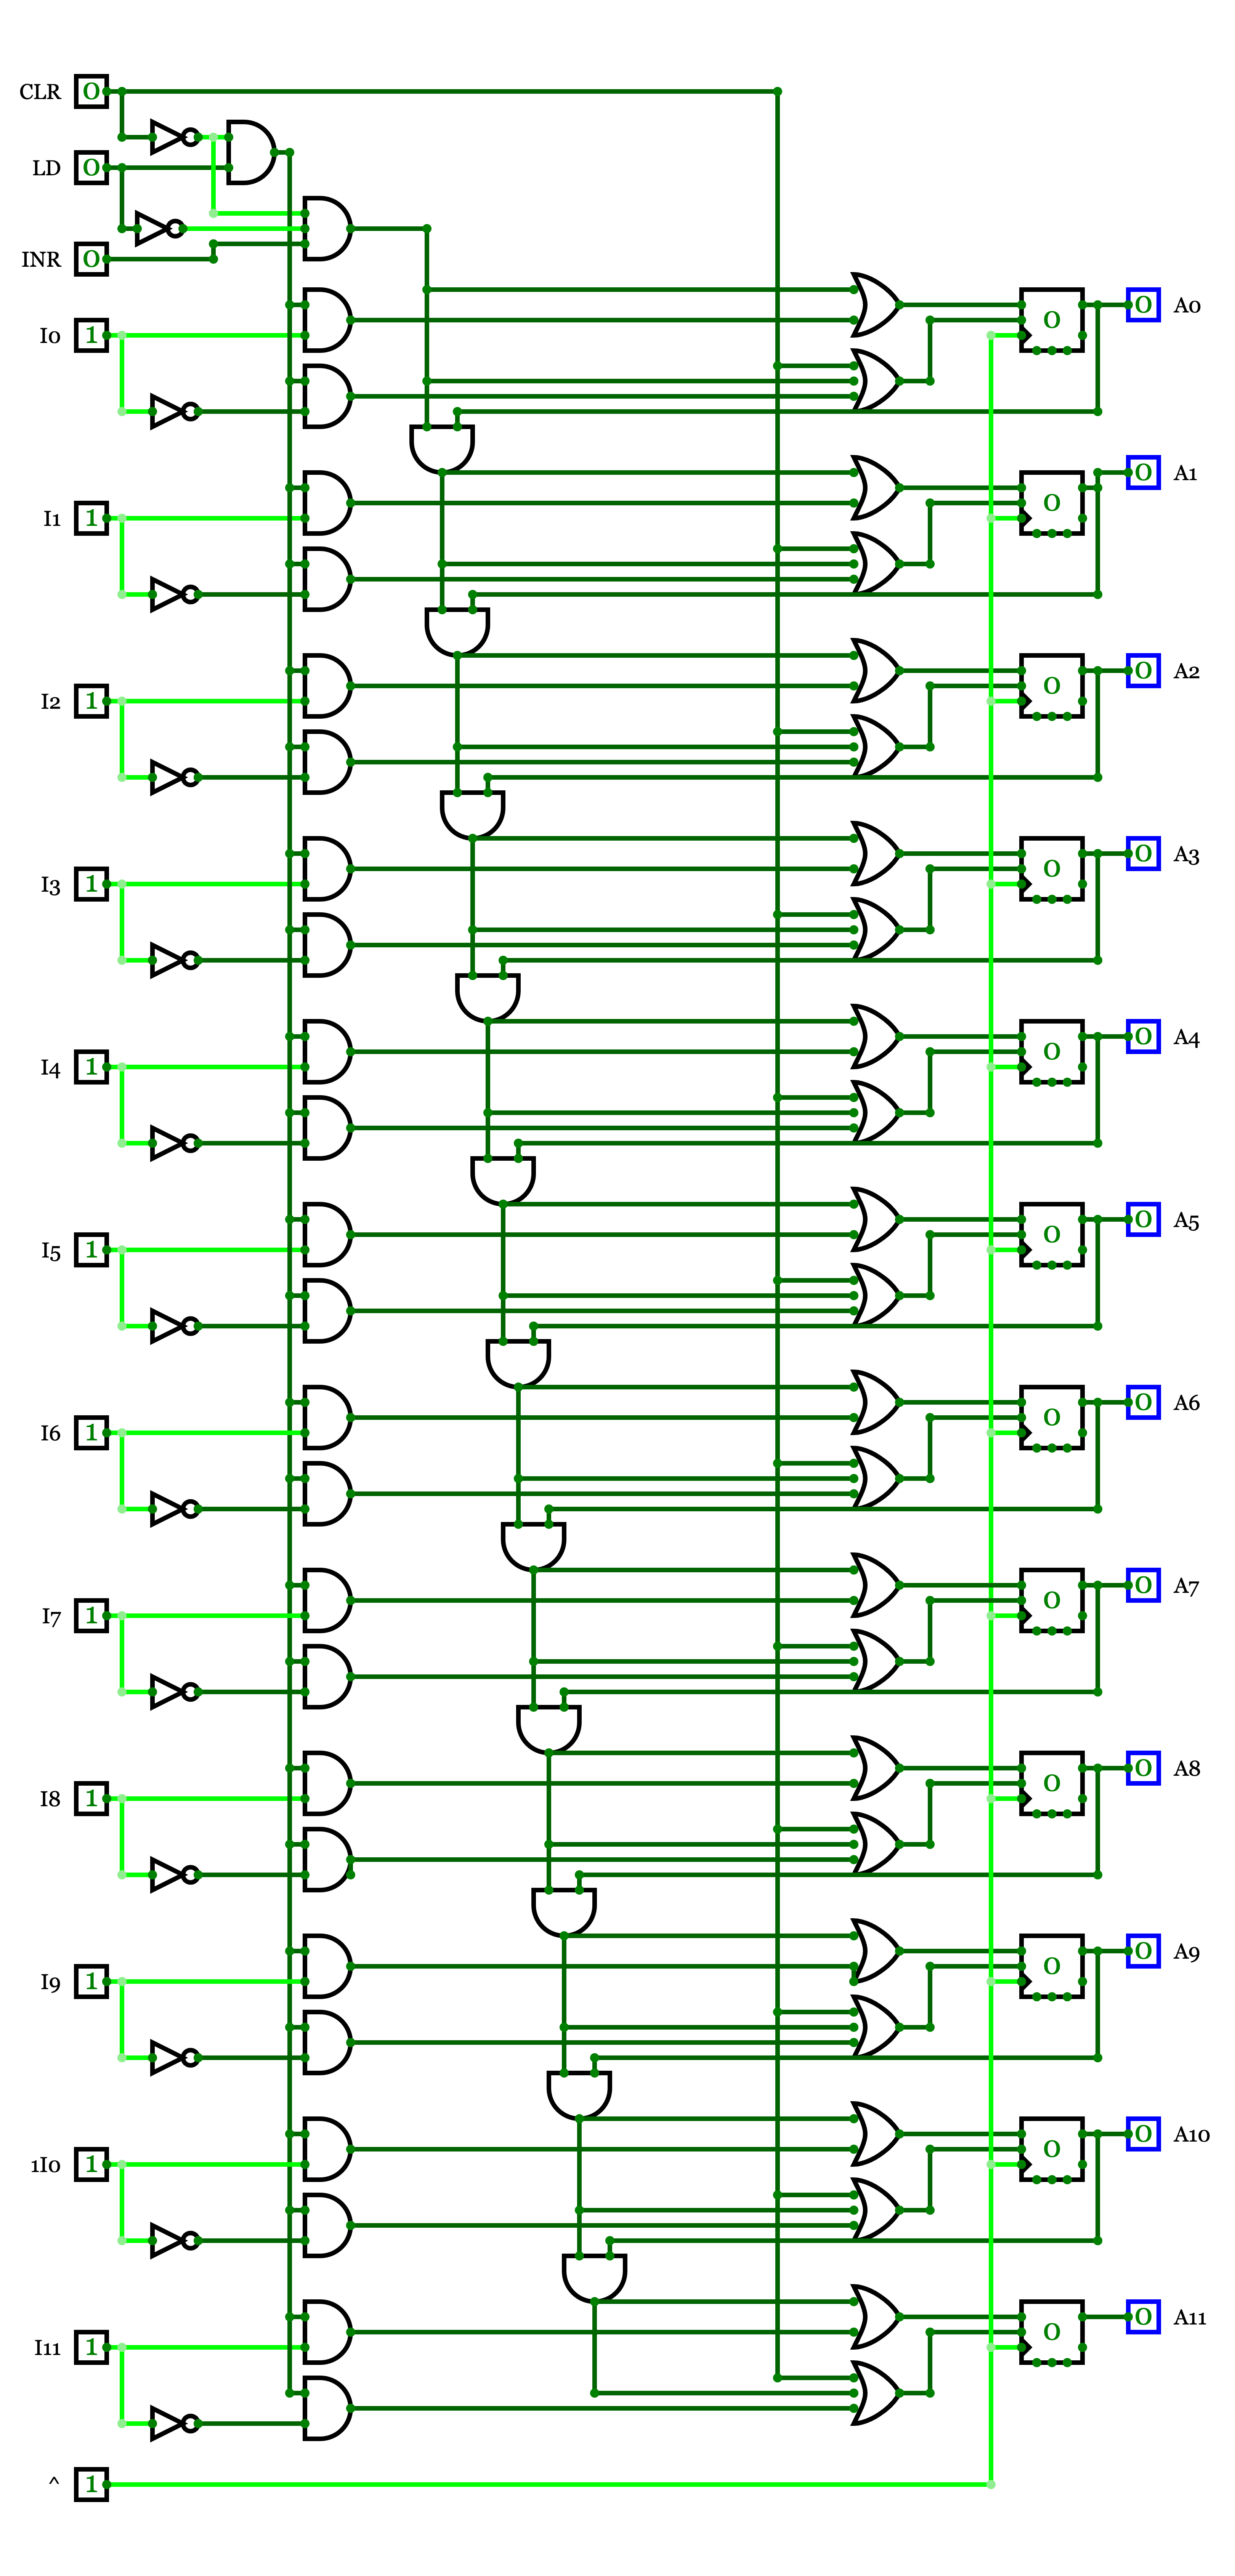 CLR 0
LD 0
INR 0
I0 1 0 0 A0
I1 1 0 0 A1
I2 1 0 0 A2
I3 1 0 0 A3
I4 1 0 0 A4
I5 1 0 0 A5
I6 1 0 0 A6
I7 1 0 0 A7
I8 1 0 0 A8
I9 1 0 0 A9
1I0 1 0 0 A10
I11 1 0 0 A11
^ 1